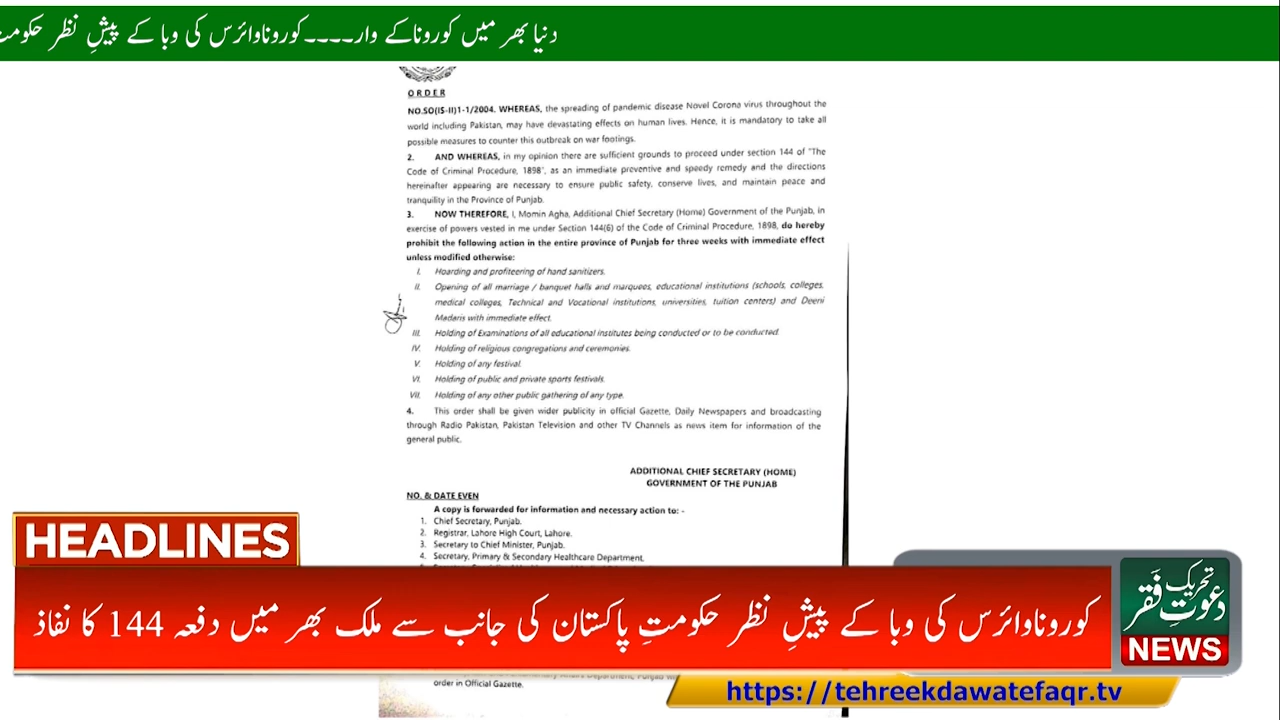 دنیا بھر میں کورونا کے وار۔۔۔۔کوروناوائرس کی وبا کے پیشِ نظر حکومت
ORDER
NO.SO(IS-II)1-1/2004. WHEREAS, the spreading of pandemic disease Novel Corona virus throughout the
world including Pakistan, may have devastating effects on human lives. Hence, it is mandatory to take all
possible measures to counter this outbreak on war footings.
2. AND WHEREAS, in my opinion there are sufficient grounds to proceed under section 144 of "The
Code of Criminal Procedure, 1898', as an immediate preventive and speedy remedy and the directions
hereinafter appearing are necessary to ensure public safety, conserve lives, and maintain peace and
tranquility in the Province of Punjab.
3. NOW THEREFORE, I, Momin Agha, Additional Chief Secretary (Home) Government of the Punjab, in
exercise of powers vested in me under Section 144(6) of the Code of Criminal Procedure, 1898, do hereby
prohibit the following action in the entire province of Punjab for three weeks with immediate effect
unless modified otherwise:
I. Hoarding and profiteering of hand sanitizers.
II. Opening of all marriage / banquet halls and marquees, educational institutions (schools, colleges,
medical colleges, Technical and Vocational institutions, universities, tuition centers) and Deeni
Madaris with immediate effect.
III. Holding of Examinations of all educational institutes being conducted or to be conducted.
IV. Holding of religious congregations and ceremonies.
V. Holding of any festival.
VI. Holding of public and private sports festivals.
VII. Holding of any other public gathering of any type.
4. This order shall be given wider publicity in official Gazette, Daily Newspapers and broadcasting
through Radio Pakistan, Pakistan Television and other TV Channels as news item for information of the
general public.
ADDITIONAL CHIEF SECRETARY (HOME)
GOVERNMENT OF THE PUNJAB
NO. & DATE EVEN
A copy is forwarded for information and necessary action to: -
1. Chief Secretary, Punjab.
2. Registrar, Lahore High Court, Lahore.
3. Secretary to Chief Minister, Punjab.
4. Secretary, Primary & Secondary Healthcare Department.
HEADLINES
کوروناوائرس کی وبا کے پیشِ نظر حکومتِ پاکستان کی جانب سے ملک بھر میں دفعہ 144 کا نفاذ
تحریک
دعوتِ فقر
NEWS
order in Official Gazette.
https://tehreekdawatefaqr.tv